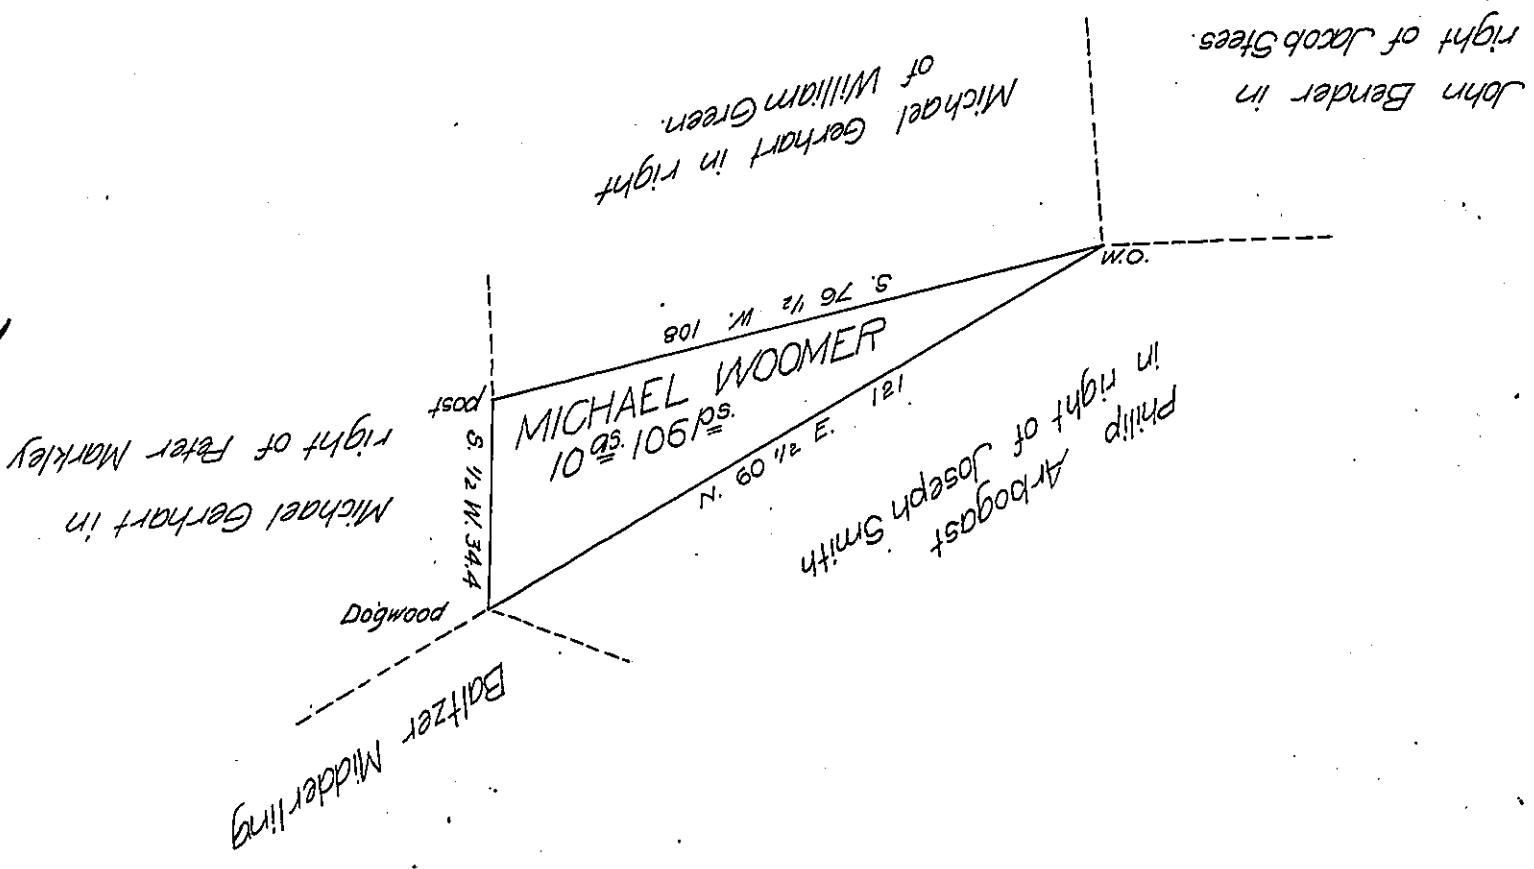 John Bender in
right of Jacob Stees.
Michael Gerhart in right
of William Green.
W.O.
S. 76 1/2 W. 108
MICHAEL WOOMER
10 as. ps.
post
S. 1/2 W. 34.4
N. 60 1/2 E. 121
Philip Arbogast
in right of Joseph Smith
Michael Gerhart in
right of Peter Markley
Dogwood
Baltzer Midderling